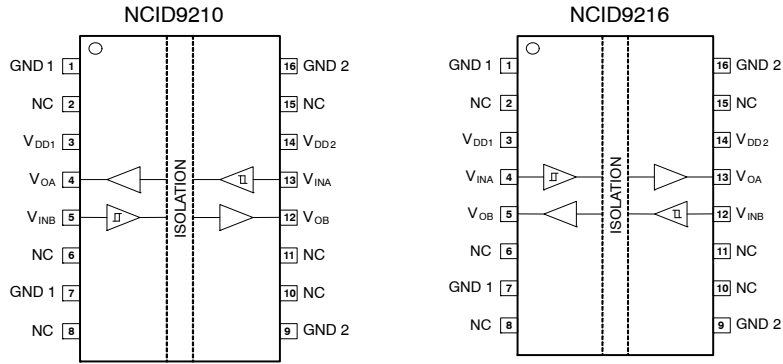 NCID9210
GND 1 1
NC 2
VDD1 3
VOA 4
VINB 5
NC 6
GND 1 7
NC 8
ISOLATION
16 GND 2
15 NC
14 VDD2
13 VINA
12 VOB
11 NC
10 NC
9 GND 2
NCID9216
GND 1 1
NC 2
VDD1 3
VINA 4
VOB 5
NC 6
GND 1 7
NC 8
ISOLATION
16 GND 2
15 NC
14 VDD2
13 VOA
12 VINB
11 NC
10 NC
9 GND 2